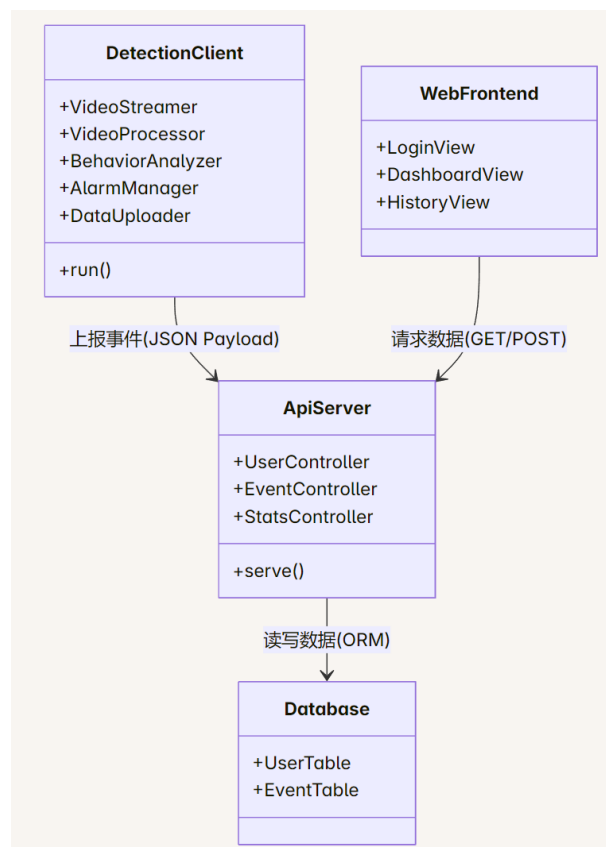 DetectionClient
+VideoStreamer
+VideoProcessor
+BehaviorAnalyzer
+AlarmManager
+DataUploader
+run()
WebFrontend
+LoginView
+DashboardView
+HistoryView
上报事件(JSON Payload)
请求数据(GET/POST)
ApiServer
+UserController
+EventController
+StatsController
+serve()
读写数据(ORM)
Database
+UserTable
+EventTable